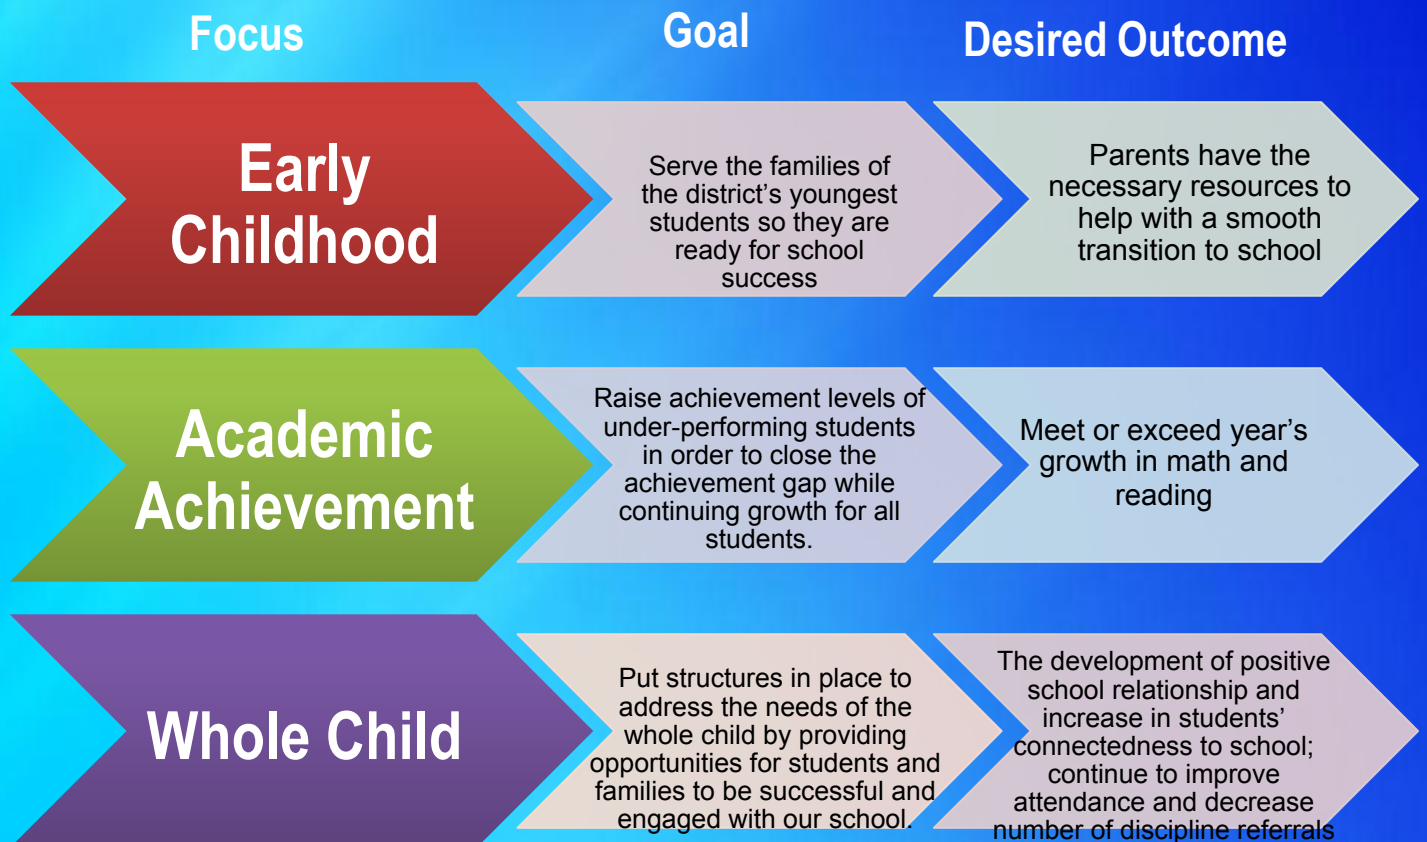 Focus
Goal
Desired Outcome
Early
Childhood
Serve the families of
the district’s youngest
students so they are
ready for school
success
Parents have the
necessary resources to
help with a smooth
transition to school
Academic
Achievement
Raise achievement levels of
under-performing students
in order to close the
achievement gap while
continuing growth for all
students.
Meet or exceed year’s
growth in math and
reading
Whole Child
Put structures in place to
address the needs of the
whole child by providing
opportunities for students and
families to be successful and
engaged with our school.
The development of positive
school relationship and
increase in students’
connectedness to school;
continue to improve
attendance and decrease
number of discipline referrals